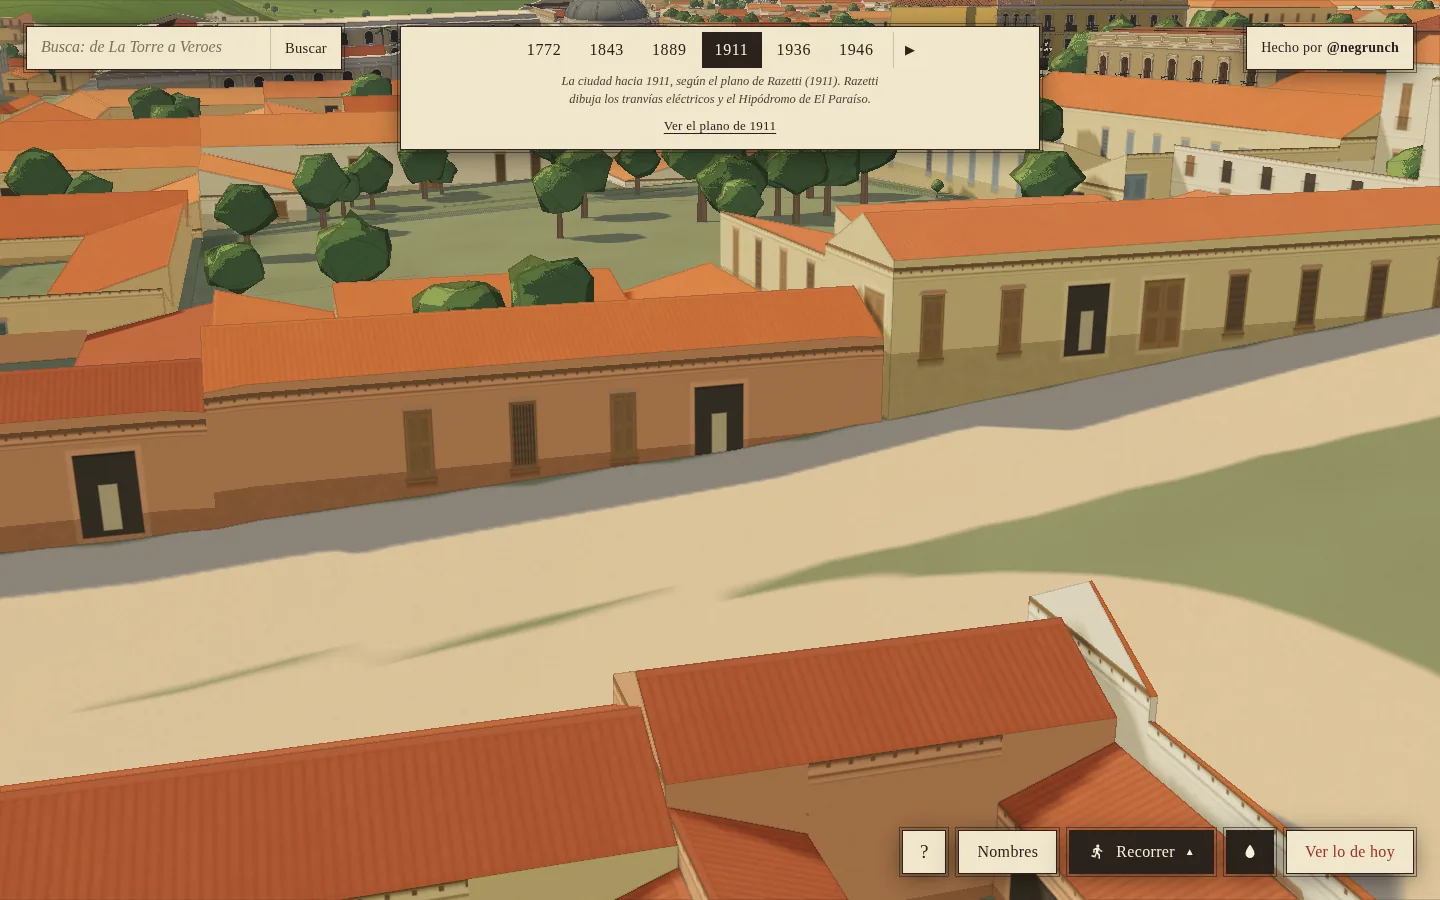 Busca: de La Torre a Veroes
Buscar
1772 1843 1889 1911 1936 1946 ▶
La ciudad hacia 1911, según el plano de Razetti (1911). Razetti
dibuja los tranvías eléctricos y el Hipódromo de El Paraíso.
Ver el plano de 1911
Hecho por @negrunch
?
Nombres
Recorrer ▲
Ver lo de hoy